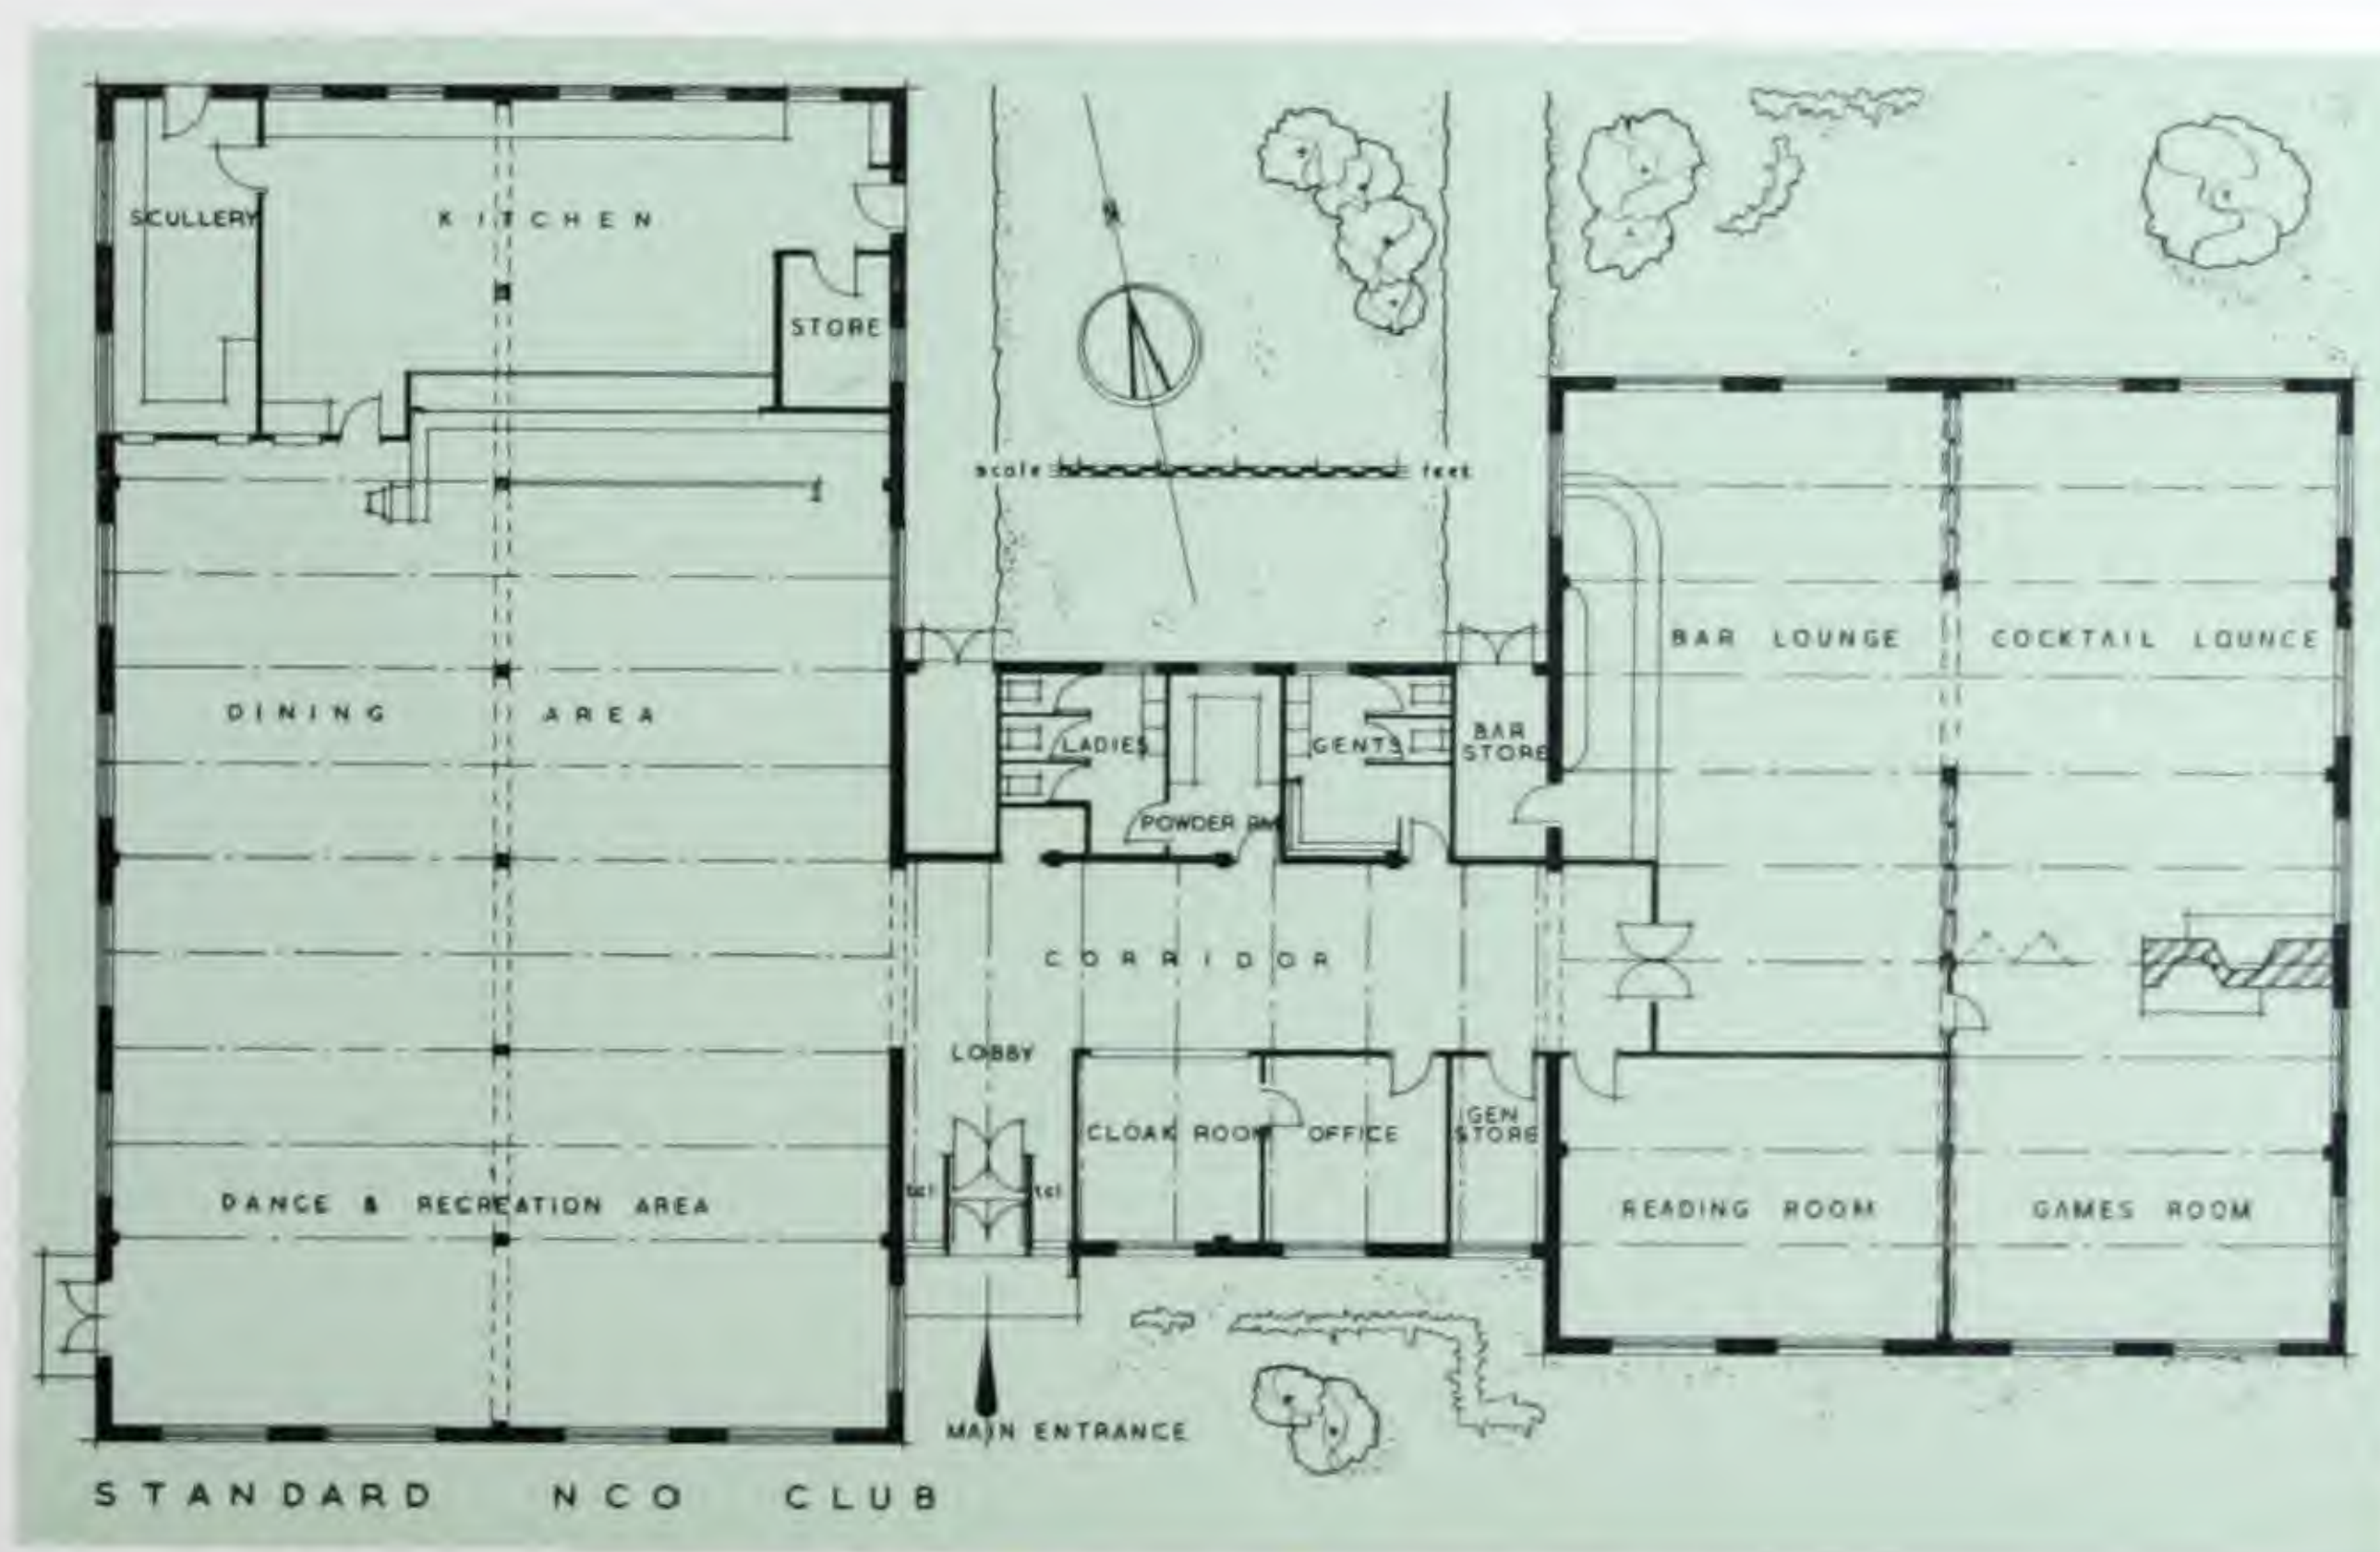 SCULLERY
KITCHEN
STORE
N
scale
feet
BAR LOUNGE
COCKTAIL LOUNCE
DINING AREA
LADIES
GENTS
BAR
STORE
POWDER RM
CORRIDOR
LOBBY
CLOAK ROOM
OFFICE
GEN
STORE
tel
tel
DANCE & RECREATION AREA
READING ROOM
GAMES ROOM
MAIN ENTRANCE
STANDARD NCO CLUB